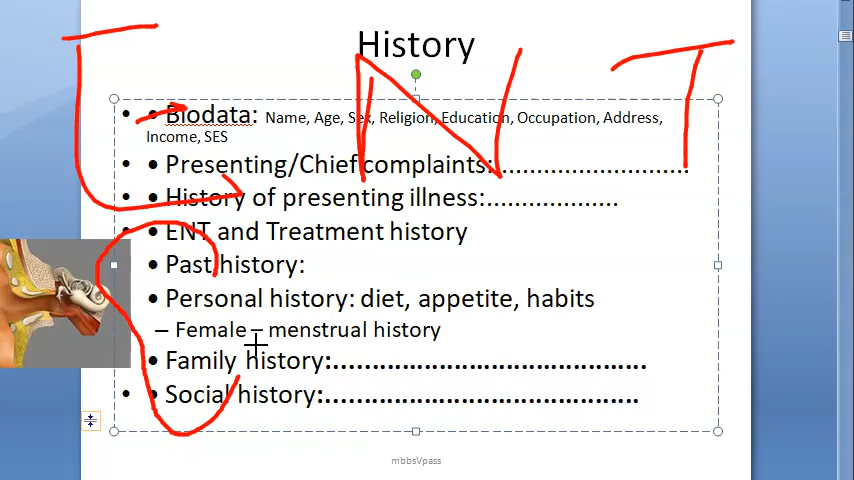 History
• • Biodata: Name, Age, Sex, Religion, Education, Occupation, Address,
Income, SES
• • Presenting/Chief complaints:..............................
• • History of presenting illness:....................
• • ENT and Treatment history
• • Past history:
• Personal history: diet, appetite, habits
– Female – menstrual history
• Family history:................................................
• • Social history:...............................................
mbbsVpass
E N T